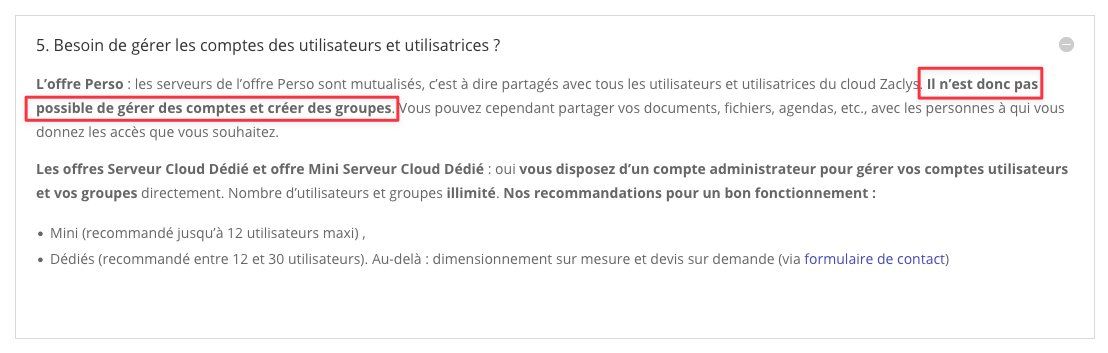 5. Besoin de gérer les comptes des utilisateurs et utilisatrices ?
L’offre Perso : les serveurs de l’offre Perso sont mutualisés, c’est à dire partagés avec tous les utilisateurs et utilisatrices du cloud Zaclys. Il n’est donc pas
possible de gérer des comptes et créer des groupes. Vous pouvez cependant partager vos documents, fichiers, agendas, etc., avec les personnes à qui vous
donnez les accès que vous souhaitez.
Les offres Serveur Cloud Dédié et offre Mini Serveur Cloud Dédié : oui vous disposez d’un compte administrateur pour gérer vos comptes utilisateurs
et vos groupes directement. Nombre d’utilisateurs et groupes illimité. Nos recommandations pour un bon fonctionnement :
• Mini (recommandé jusqu’à 12 utilisateurs maxi) ,
• Dédiés (recommandé entre 12 et 30 utilisateurs). Au-delà : dimensionnement sur mesure et devis sur demande (via formulaire de contact)